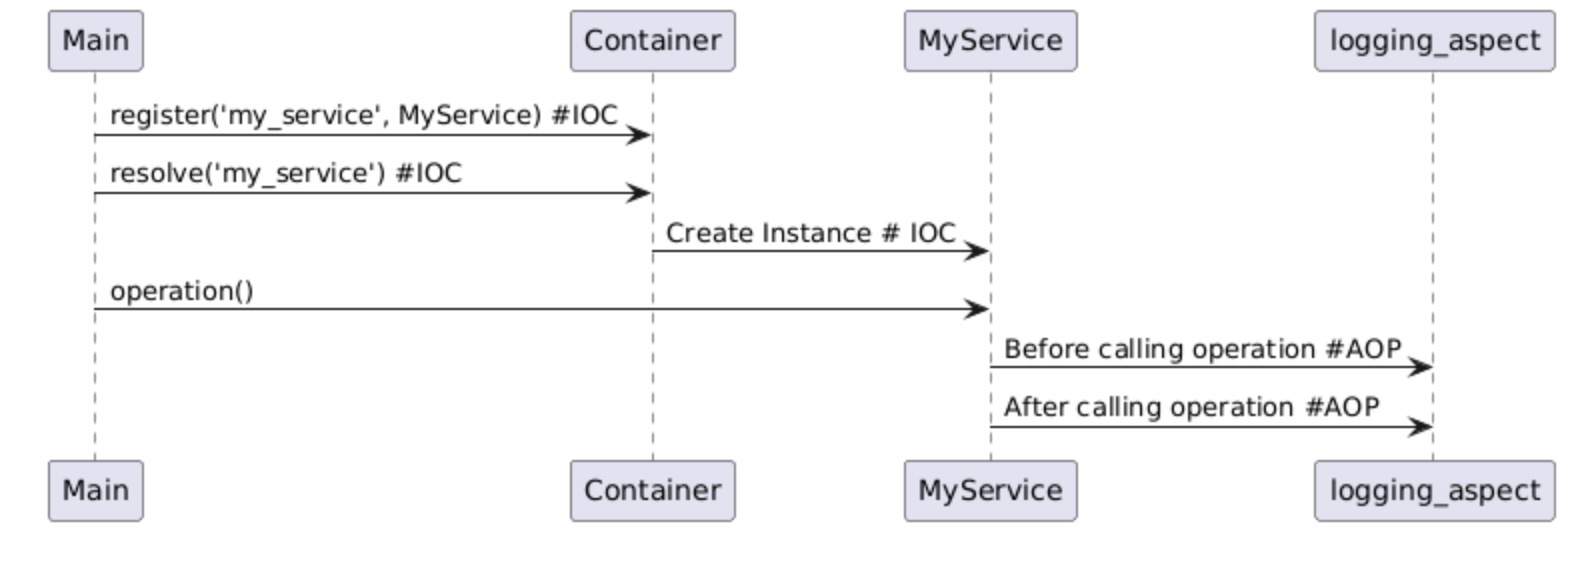 Main Container MyService logging_aspect
register('my_service', MyService) #IOC
resolve('my_service') #IOC
Create Instance # IOC
operation()
Before calling operation #AOP
After calling operation #AOP
Main Container MyService logging_aspect